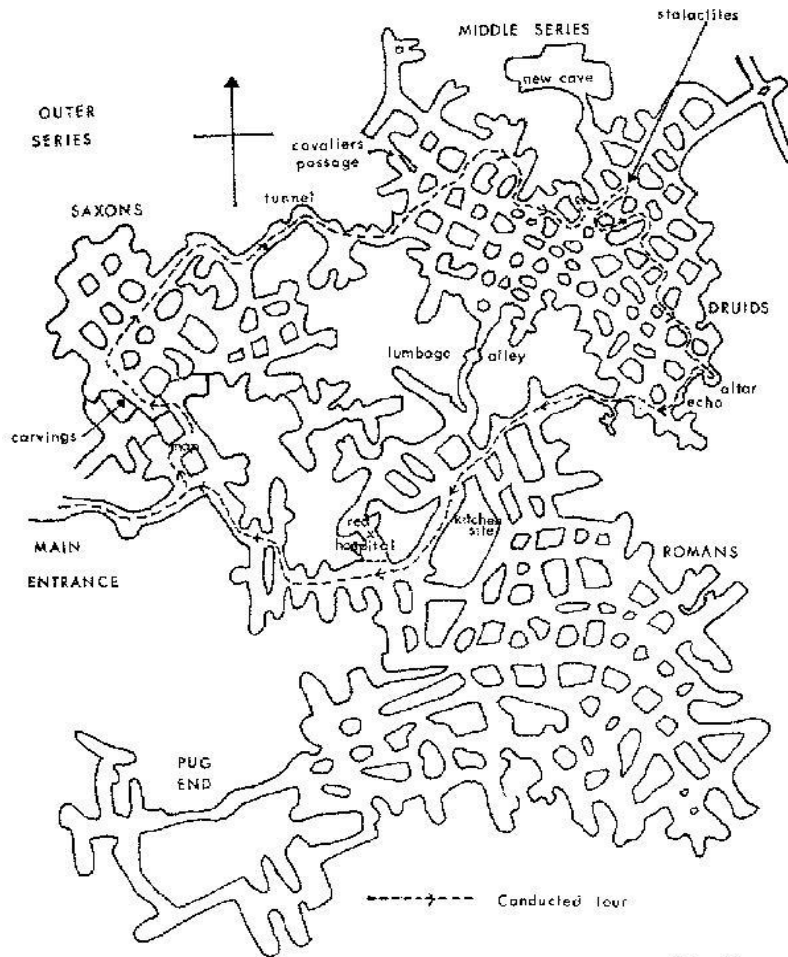 stalactites
MIDDLE SERIES
new cave
OUTER
SERIES
cavaliers
passage
tunnel
SAXONS
DRUIDS
lumbago
alley
altar
echo
carvings
map
red
x
hospital
kitchen
site
MAIN
ENTRANCE
ROMANS
PUG
END
Conducted Tour